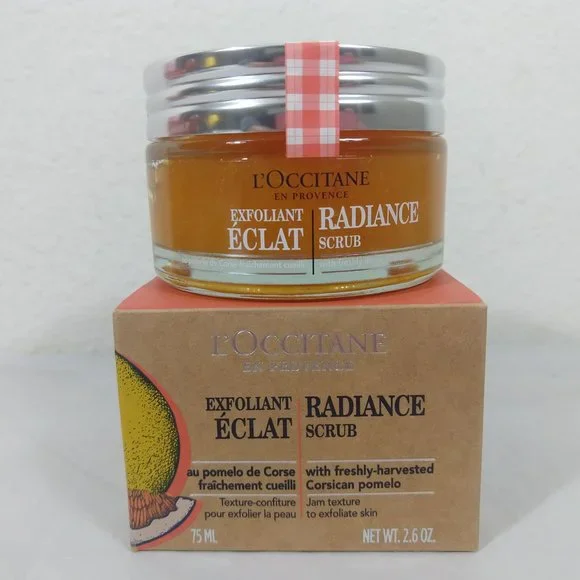 L'OCCITANE
EN PROVENCE
EXFOLIANT
ÉCLAT
RADIANCE
SCRUB
fraîchement cueilli
L'OCCITANE
EN PROVENCE
EXFOLIANT
ÉCLAT
RADIANCE
SCRUB
au pomelo de Corse
fraîchement cueilli
with freshly-harvested
Corsican pomelo
Texture-confiture
pour exfolier la peau
Jam texture
to exfoliate skin
75 ML
NET WT. 2.6 OZ.